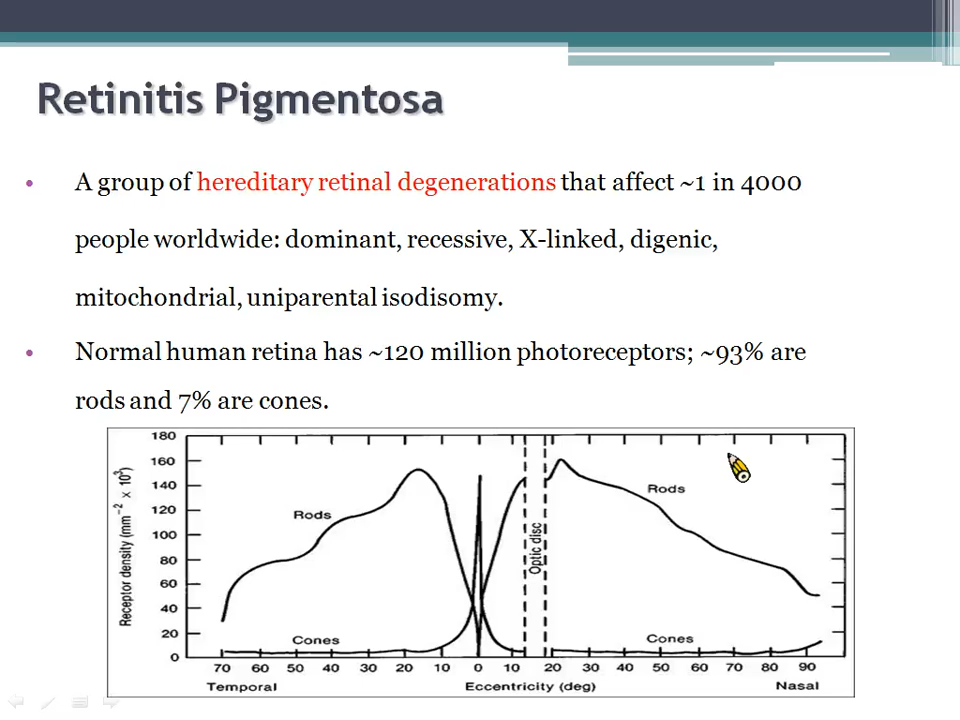 Retinitis Pigmentosa
• A group of hereditary retinal degenerations that affect ~1 in 4000
people worldwide: dominant, recessive, X-linked, digenic,
mitochondrial, uniparental isodisomy.
• Normal human retina has ~120 million photoreceptors; ~93% are
rods and 7% are cones.
Receptor density (mm⁻² x 10³)
180
160
140
120
100
80
60
40
20
0
Rods
Rods
Optic disc
Cones
Cones
70 60 50 40 30 20 10 0 10 20 30 40 50 60 70 80 90
Temporal Eccentricity (deg) Nasal